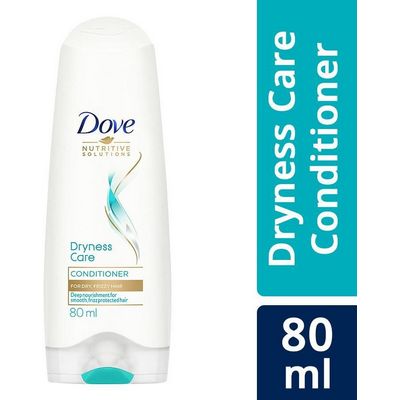 Dove
NUTRITIVE
SOLUTIONS
Dryness
Care
CONDITIONER
FOR DRY, FRIZZY HAIR
Deep nourishment for
smooth, frizz protected hair
80 ml
Dryness Care
Conditioner
80
ml